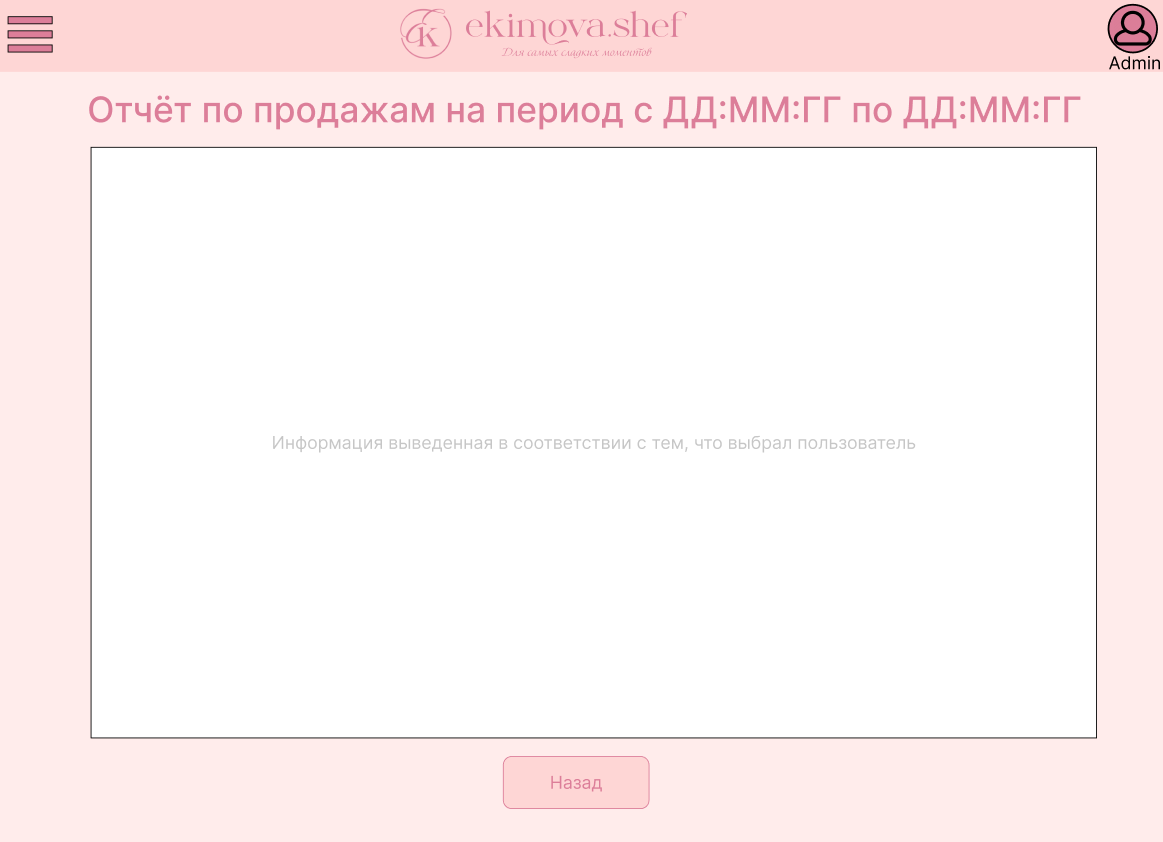 ekimova.shef
Для самых сладких моментов
Admin
Отчёт по продажам на период с ДД:ММ:ГГ по ДД:ММ:ГГ
Информация выведенная в соответствии с тем, что выбрал пользователь
Назад